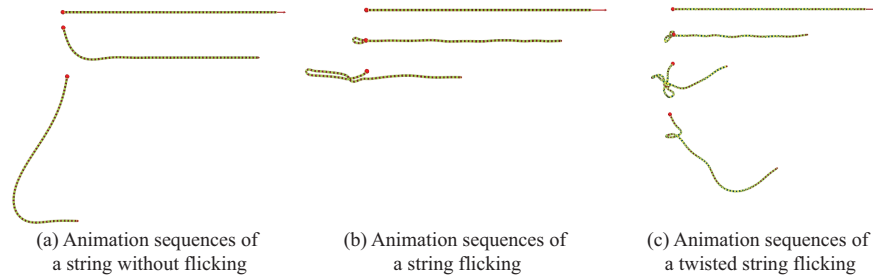 (a) Animation sequences of
a string without flicking
(b) Animation sequences of
a string flicking
(c) Animation sequences of
a twisted string flicking